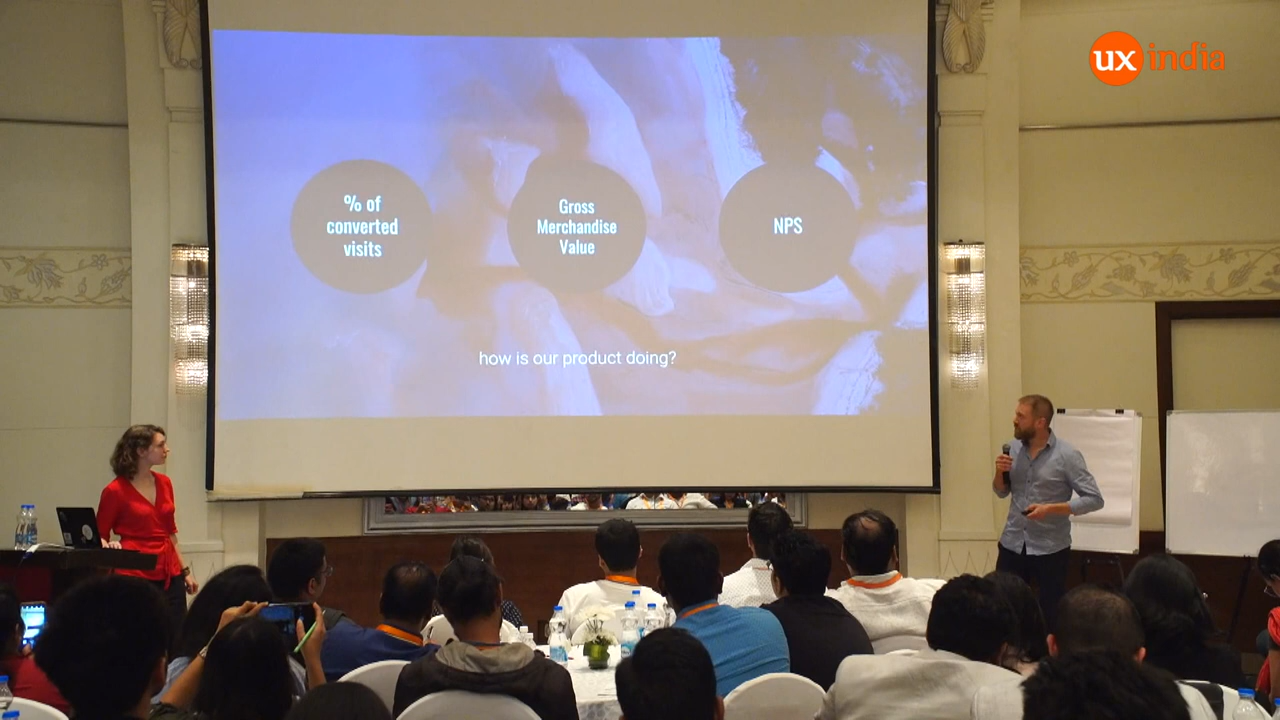 ux india
% of
converted
visits
Gross
Merchandise
Value
NPS
how is our product doing?